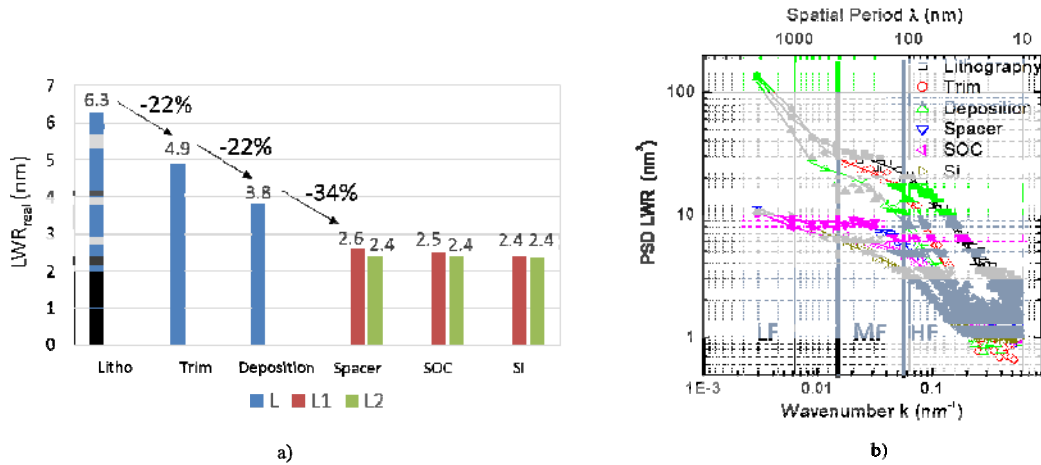 LWRreal (nm)
7
6
5
4
3
2
1
0
6.3
-22%
4.9
-22%
3.8
-34%
2.6
2.4
2.5
2.4
2.4
2.4
Litho Trim Deposition Spacer SOC SI
L L1 L2
a)
Spatial Period λ (nm)
1000 100 10
PSD LWR (nm³)
100
10
1
Lithography
Trim
Deposition
Spacer
SOC
Si
LF MF HF
1E-3 0.01 0.1
Wavenumber k (nm⁻¹)
b)